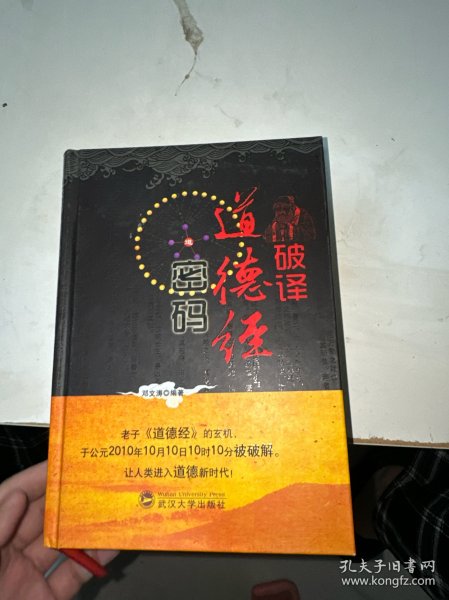 破译
道德经
密码
邓文涛◎编著
老子《道德经》的玄机，
于公元2010年10月10日10时10分被破解。
让人类进入道德新时代！
Wuhan University Press
武汉大学出版社
孔夫子旧书网
www.kongfz.com